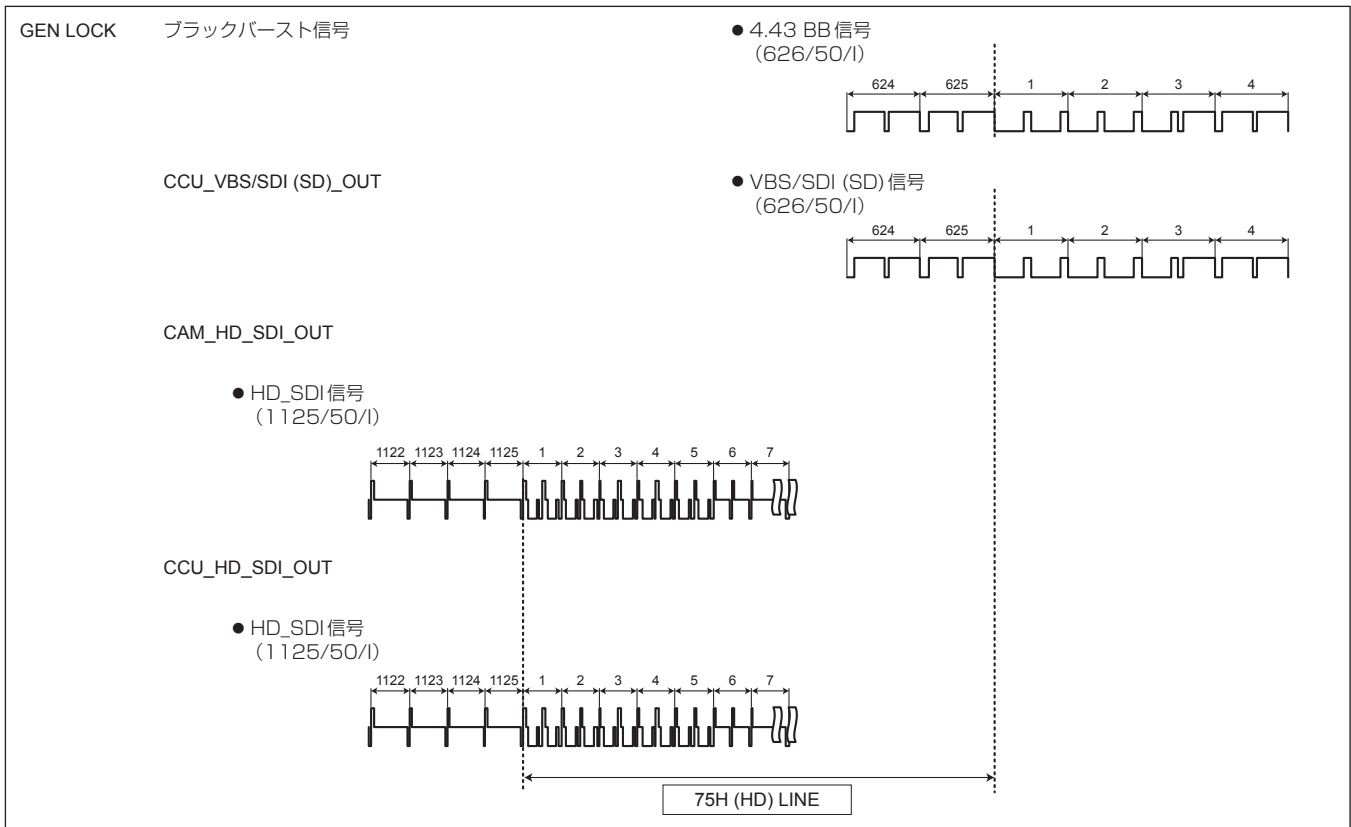 GEN LOCK ブラックバースト信号
● 4.43 BB信号
（626/50/I）
624 625 1 2 3 4
CCU_VBS/SDI (SD)_OUT
● VBS/SDI (SD)信号
（626/50/I）
624 625 1 2 3 4
CAM_HD_SDI_OUT
● HD_SDI信号
（1125/50/I）
1122 1123 1124 1125 1 2 3 4 5 6 7
CCU_HD_SDI_OUT
● HD_SDI信号
（1125/50/I）
1122 1123 1124 1125 1 2 3 4 5 6 7
75H (HD) LINE